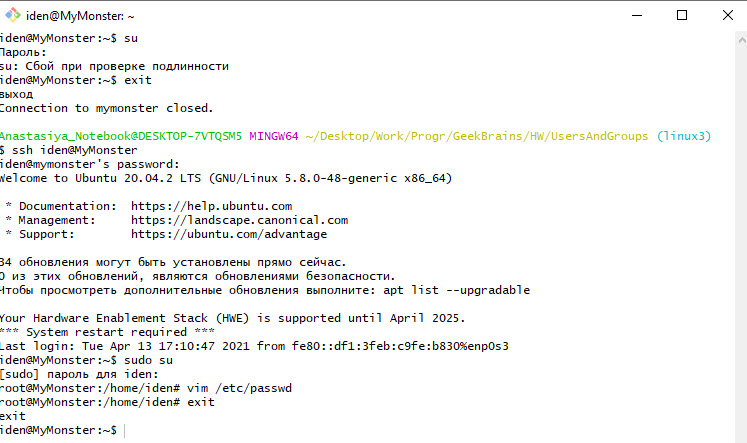 iden@MyMonster: ~
iden@MyMonster:~$ su
Пароль:
su: Сбой при проверке подлинности
iden@MyMonster:~$ exit
выход
Connection to mymonster closed.
Anastasiya_Notebook@DESKTOP-7VTQSM5 MINGW64 ~/Desktop/Work/Progr/GeekBrains/HW/UsersAndGroups (linux3)
$ ssh iden@MyMonster
iden@mymonster's password:
Welcome to Ubuntu 20.04.2 LTS (GNU/Linux 5.8.0-48-generic x86_64)
* Documentation:  https://help.ubuntu.com
* Management:     https://landscape.canonical.com
* Support:        https://ubuntu.com/advantage
34 обновления могут быть установлены прямо сейчас.
0 из этих обновлений, являются обновлениями безопасности.
Чтобы просмотреть дополнительные обновления выполните: apt list --upgradable
Your Hardware Enablement Stack (HWE) is supported until April 2025.
*** System restart required ***
Last login: Tue Apr 13 17:10:47 2021 from fe80::df1:3feb:c9fe:b830%enp0s3
iden@MyMonster:~$ sudo su
[sudo] пароль для iden:
root@MyMonster:/home/iden# vim /etc/passwd
root@MyMonster:/home/iden# exit
exit
iden@MyMonster:~$